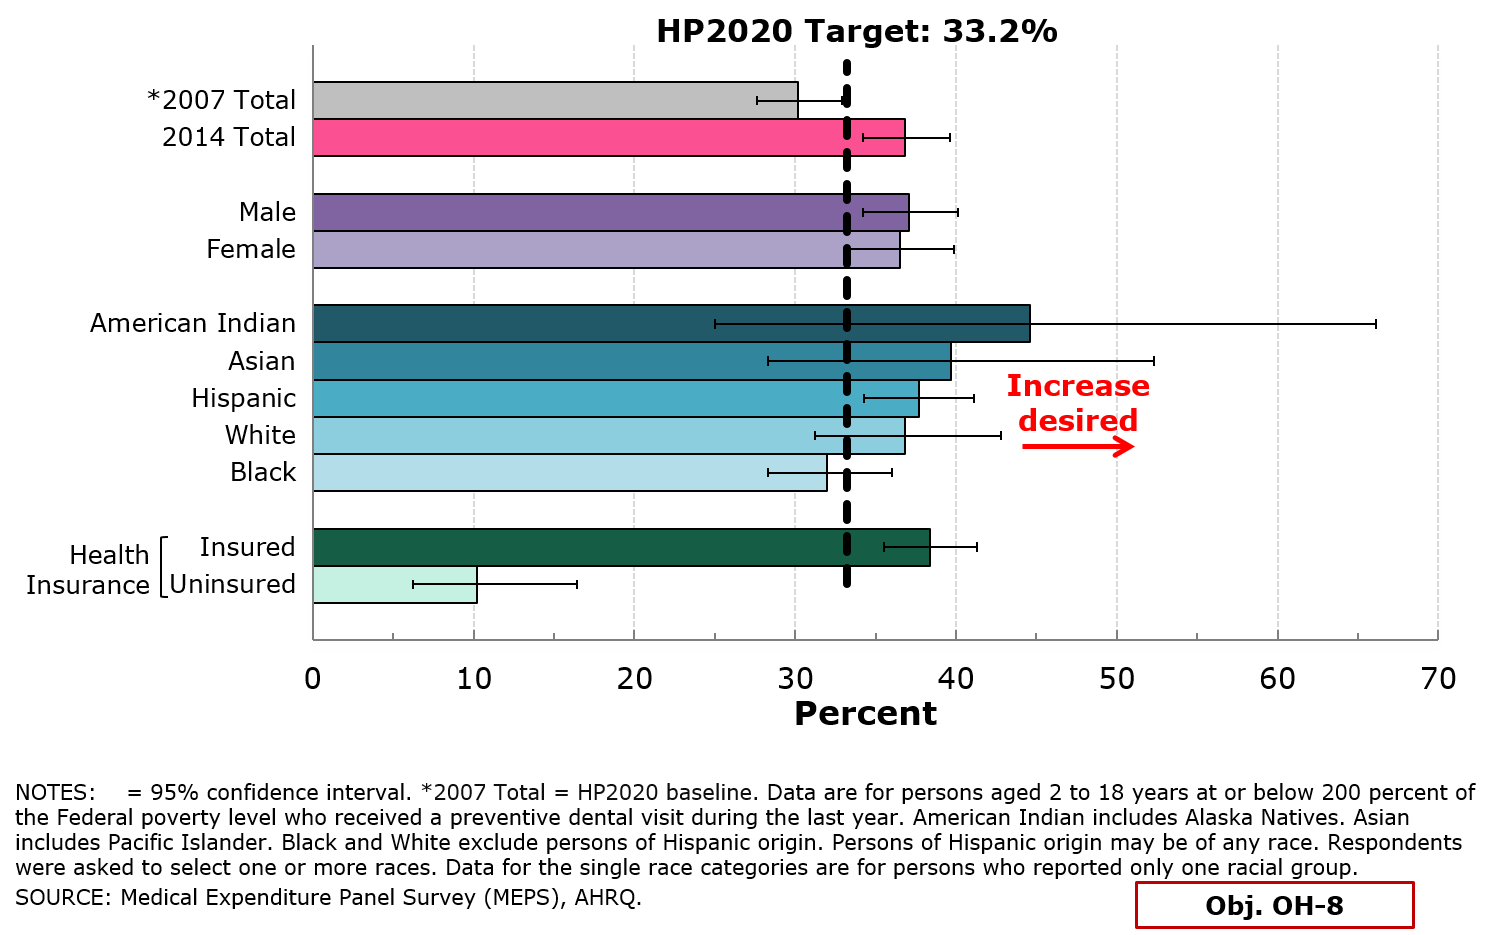 HP2020 Target: 33.2%
*2007 Total
2014 Total
Male
Female
American Indian
Asian
Hispanic
White
Black
Increase
desired
Health
Insurance
Insured
Uninsured
0 10 20 30 40 50 60 70
Percent
NOTES: = 95% confidence interval. *2007 Total = HP2020 baseline. Data are for persons aged 2 to 18 years at or below 200 percent of
the Federal poverty level who received a preventive dental visit during the last year. American Indian includes Alaska Natives. Asian
includes Pacific Islander. Black and White exclude persons of Hispanic origin. Persons of Hispanic origin may be of any race. Respondents
were asked to select one or more races. Data for the single race categories are for persons who reported only one racial group.
SOURCE: Medical Expenditure Panel Survey (MEPS), AHRQ.
Obj. OH-8